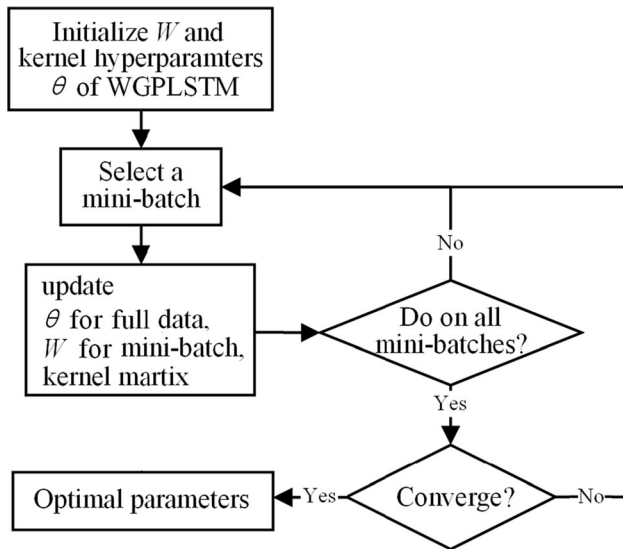 Initialize W and
kernel hyperparamters
θ of WGPLSTM
Select a
mini-batch
No
update
θ for full data,
W for mini-batch,
kernel martix
Do on all
mini-batches?
Yes
Optimal parameters
Yes
Converge?
No